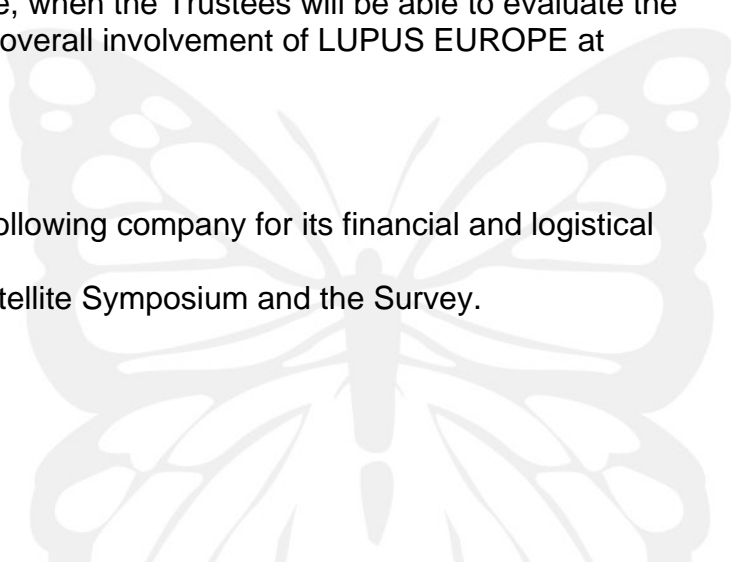 e, when the Trustees will be able to evaluate the
overall involvement of LUPUS EUROPE at
ollowing company for its financial and logistical
tellite Symposium and the Survey.